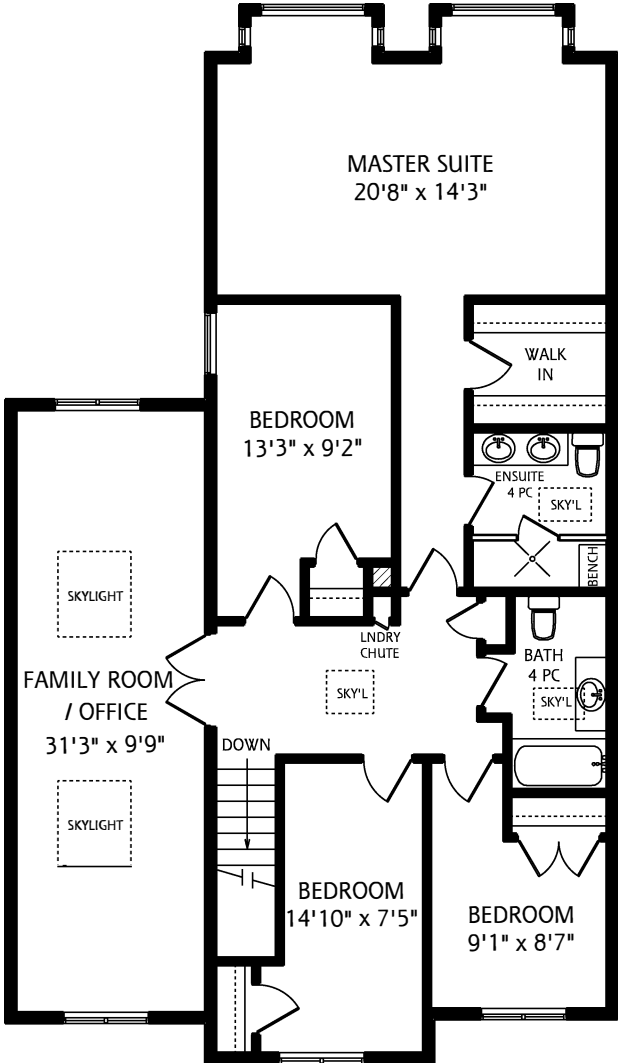 MASTER SUITE
20'8" x 14'3"
WALK
IN
BEDROOM
13'3" x 9'2"
ENSUITE
4 PC
SKY'L
BENCH
SKYLIGHT
LNDRY
CHUTE
BATH
4 PC
SKY'L
SKY'L
FAMILY ROOM
/ OFFICE
31'3" x 9'9"
DOWN
SKYLIGHT
BEDROOM
14'10" x 7'5"
BEDROOM
9'1" x 8'7"